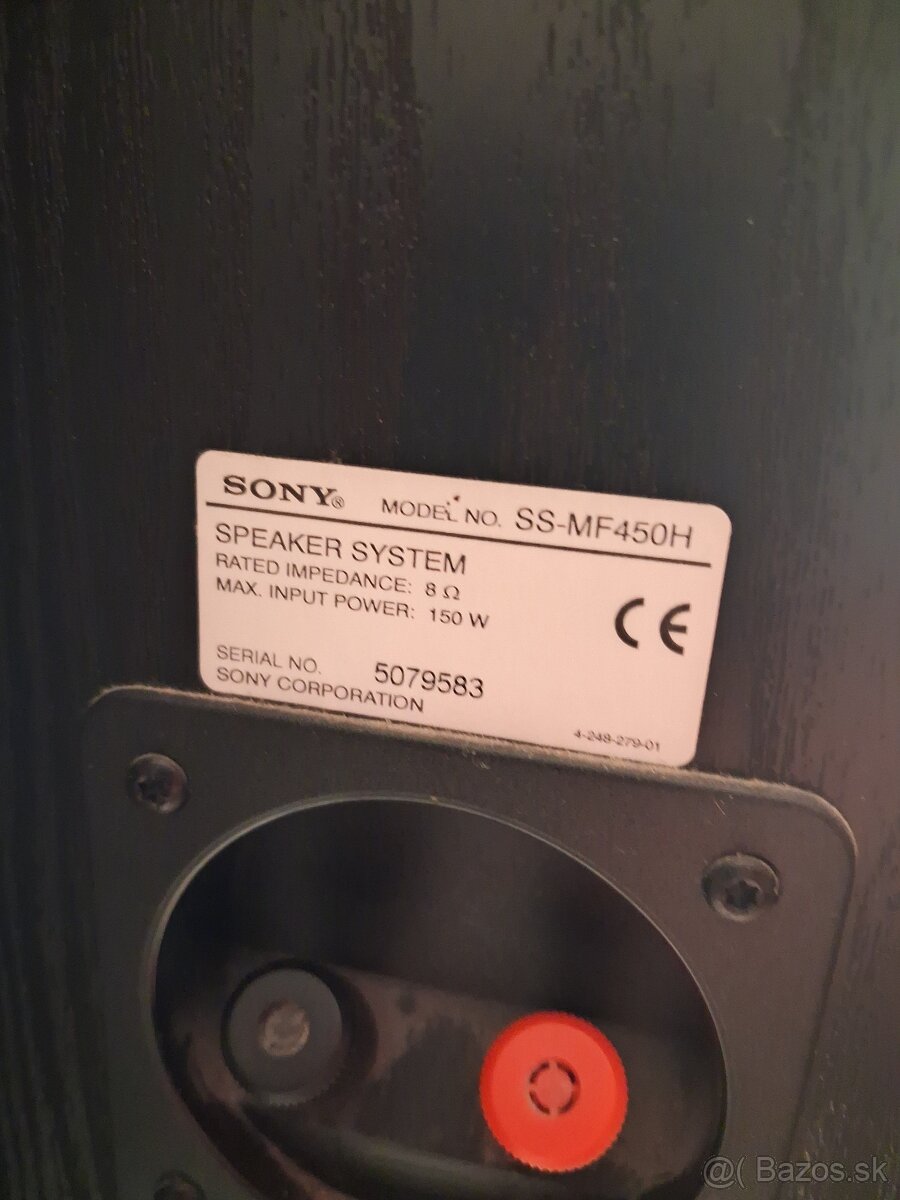 SONY® MODEL NO. SS-MF450H
SPEAKER SYSTEM
RATED IMPEDANCE: 8 Ω
MAX. INPUT POWER: 150 W
CE
SERIAL NO. 5079583
SONY CORPORATION
4-248-279-01
@( Bazos.sk